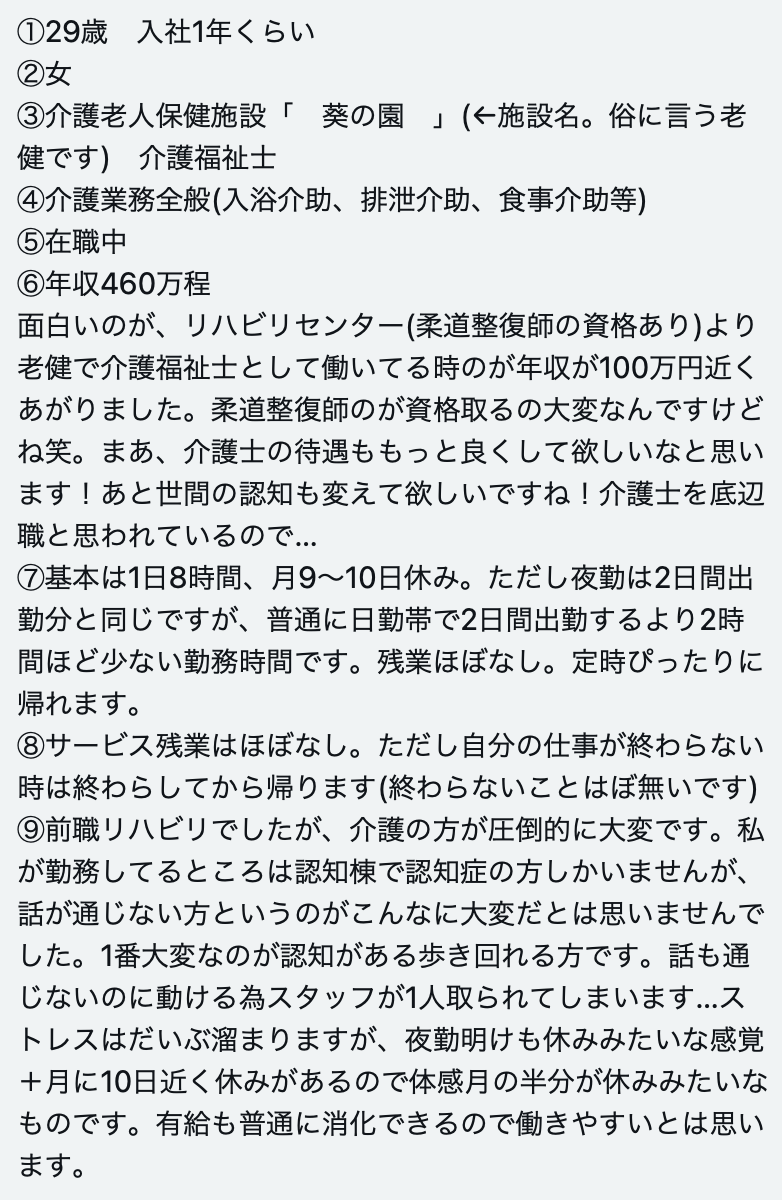 ①29歳　入社1年くらい
②女
③介護老人保健施設「　葵の園　」(←施設名。俗に言う老
健です)　介護福祉士
④介護業務全般(入浴介助、排泄介助、食事介助等)
⑤在職中
⑥年収460万程
面白いのが、リハビリセンター(柔道整復師の資格あり)より
老健で介護福祉士として働いてる時のが年収が100万円近く
あがりました。柔道整復師のが資格取るの大変なんですけど
ね笑。まあ、介護士の待遇ももっと良くして欲しいなと思い
ます！あと世間の認知も変えて欲しいですね！介護士を底辺
職と思われているので…
⑦基本は1日8時間、月9〜10日休み。ただし夜勤は2日間出
勤分と同じですが、普通に日勤帯で2日間出勤するより2時
間ほど少ない勤務時間です。残業ほぼなし。定時ぴったりに
帰れます。
⑧サービス残業はほぼなし。ただし自分の仕事が終わらない
時は終わらしてから帰ります(終わらないことはぼ無いです)
⑨前職リハビリでしたが、介護の方が圧倒的に大変です。私
が勤務してるところは認知棟で認知症の方しかいませんが、
話が通じない方というのがこんなに大変だとは思いませんで
した。1番大変なのが認知がある歩き回れる方です。話も通
じないのに動ける為スタッフが1人取られてしまいます…ス
トレスはだいぶ溜まりますが、夜勤明けも休みみたいな感覚
＋月に10日近く休みがあるので体感月の半分が休みみたいな
ものです。有給も普通に消化できるので働きやすいとは思い
ます。